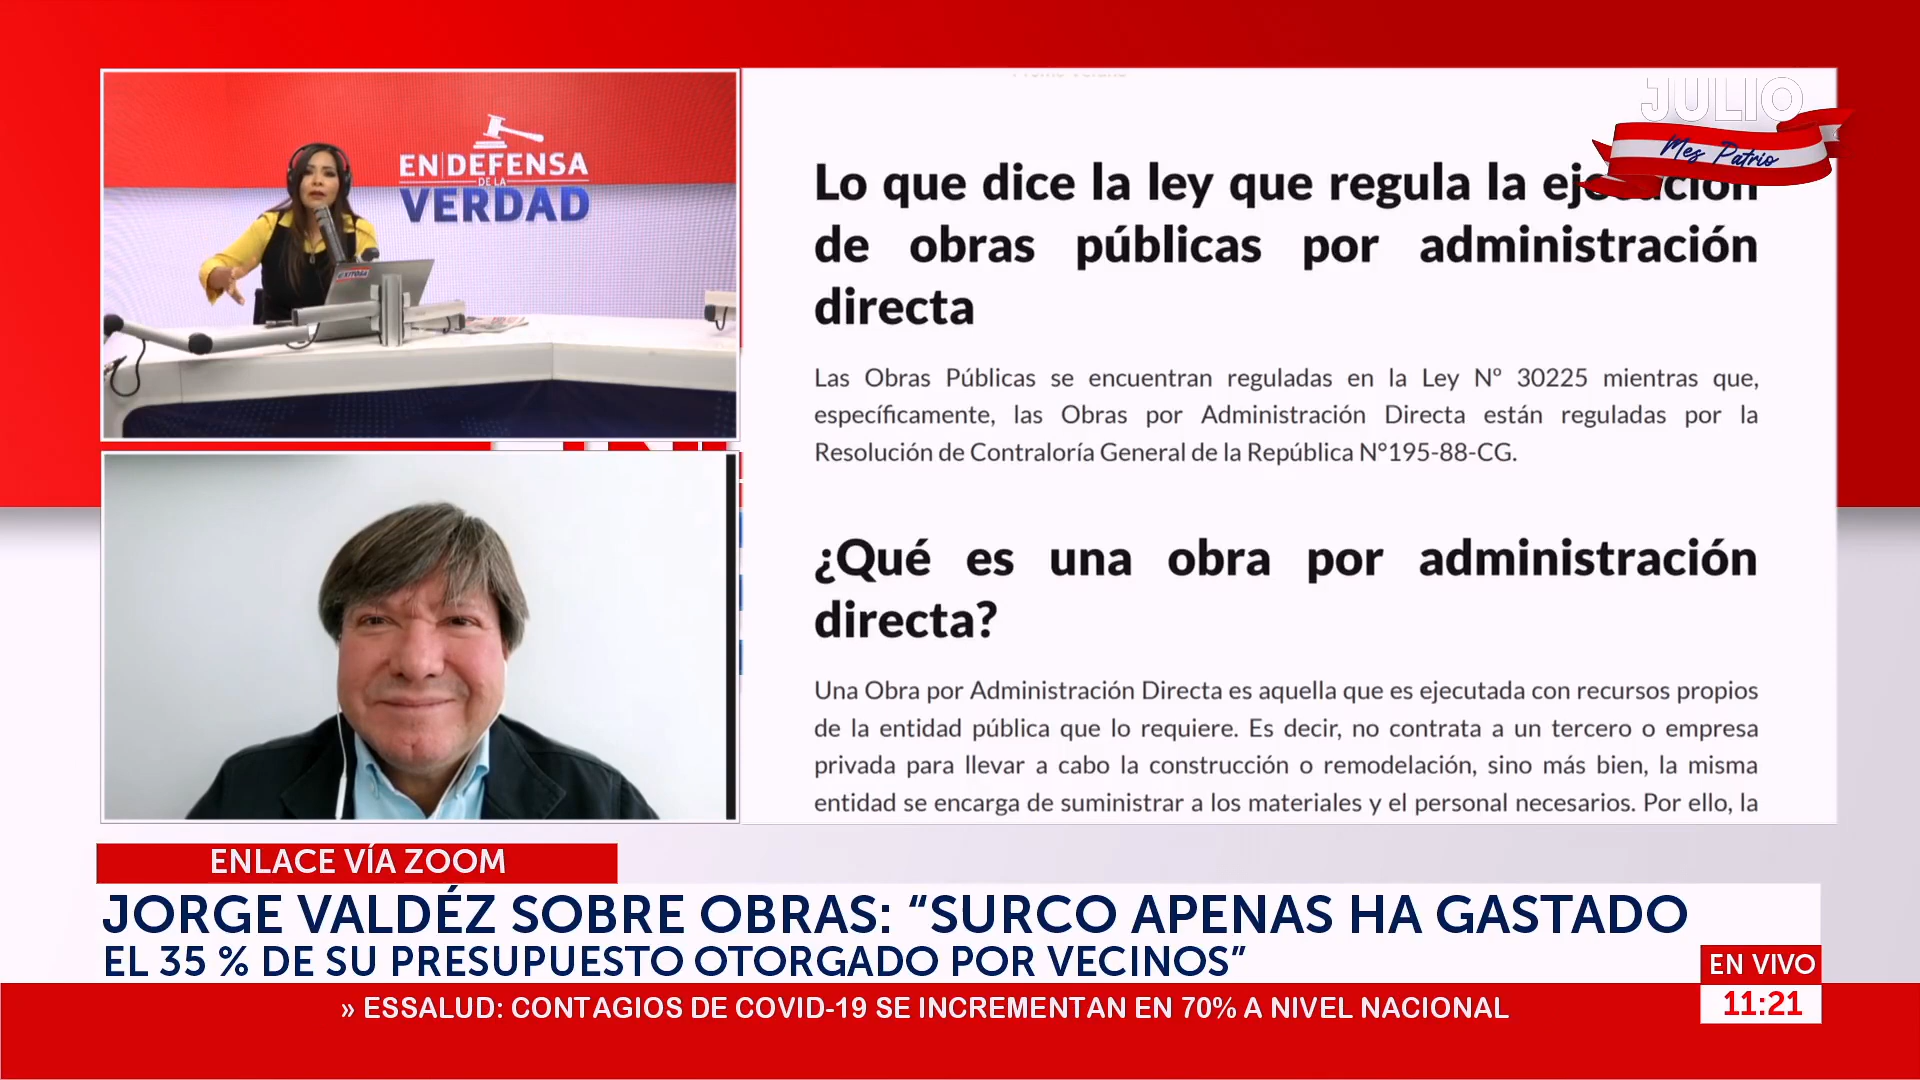 EN DEFENSA
DE LA
VERDAD
EXITOSA
JULIO
Mes Patrio
Lo que dice la ley que regula la ejecución
de obras públicas por administración
directa
Las Obras Públicas se encuentran reguladas en la Ley Nº 30225 mientras que,
específicamente, las Obras por Administración Directa están reguladas por la
Resolución de Contraloría General de la República Nº195-88-CG.
¿Qué es una obra por administración
directa?
Una Obra por Administración Directa es aquella que es ejecutada con recursos propios
de la entidad pública que lo requiere. Es decir, no contrata a un tercero o empresa
privada para llevar a cabo la construcción o remodelación, sino más bien, la misma
entidad se encarga de suministrar a los materiales y el personal necesarios. Por ello, la
ENLACE VÍA ZOOM
JORGE VALDÉZ SOBRE OBRAS: “SURCO APENAS HA GASTADO
EL 35 % DE SU PRESUPUESTO OTORGADO POR VECINOS”
EN VIVO
11:21
» ESSALUD: CONTAGIOS DE COVID-19 SE INCREMENTAN EN 70% A NIVEL NACIONAL